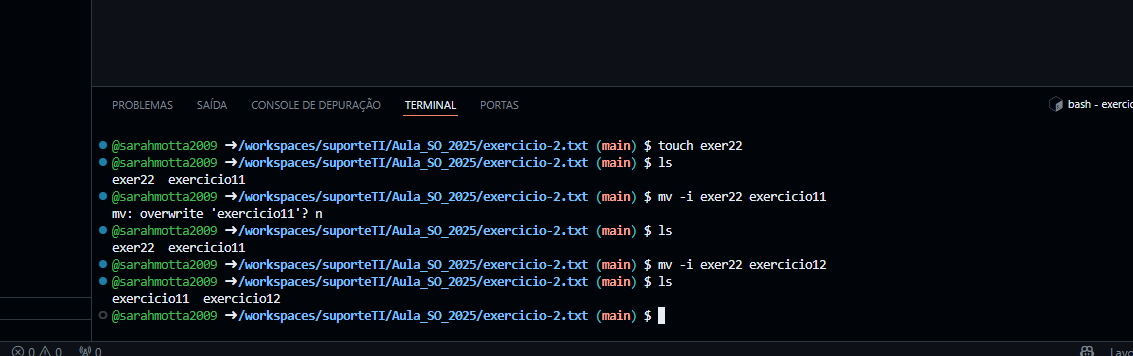 PROBLEMAS SAÍDA CONSOLE DE DEPURAÇÃO TERMINAL PORTAS bash - exercic
@sarahmotta2009 ➜/workspaces/suporteTI/Aula_SO_2025/exercicio-2.txt (main) $ touch exer22
@sarahmotta2009 ➜/workspaces/suporteTI/Aula_SO_2025/exercicio-2.txt (main) $ ls
exer22  exercicio11
@sarahmotta2009 ➜/workspaces/suporteTI/Aula_SO_2025/exercicio-2.txt (main) $ mv -i exer22 exercicio11
mv: overwrite 'exercicio11'? n
@sarahmotta2009 ➜/workspaces/suporteTI/Aula_SO_2025/exercicio-2.txt (main) $ ls
exer22  exercicio11
@sarahmotta2009 ➜/workspaces/suporteTI/Aula_SO_2025/exercicio-2.txt (main) $ mv -i exer22 exercicio12
@sarahmotta2009 ➜/workspaces/suporteTI/Aula_SO_2025/exercicio-2.txt (main) $ ls
exercicio11  exercicio12
@sarahmotta2009 ➜/workspaces/suporteTI/Aula_SO_2025/exercicio-2.txt (main) $
0 0 0 Layo